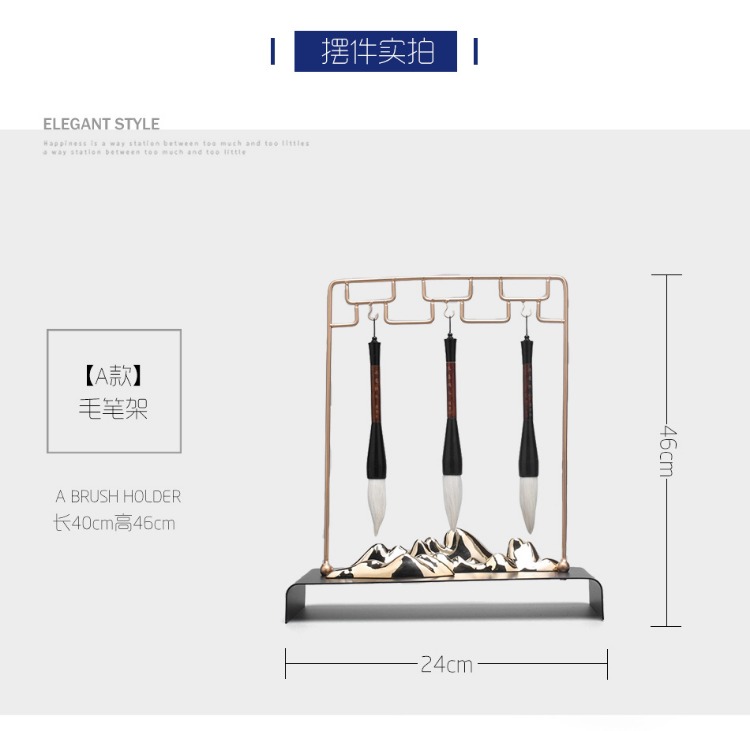 摆件实拍
ELEGANT STYLE
Happiness is a way station between too much and too littles
a way station between too much and too little
【A款】
毛笔架
A BRUSH HOLDER
长40cm高46cm
46cm
24cm